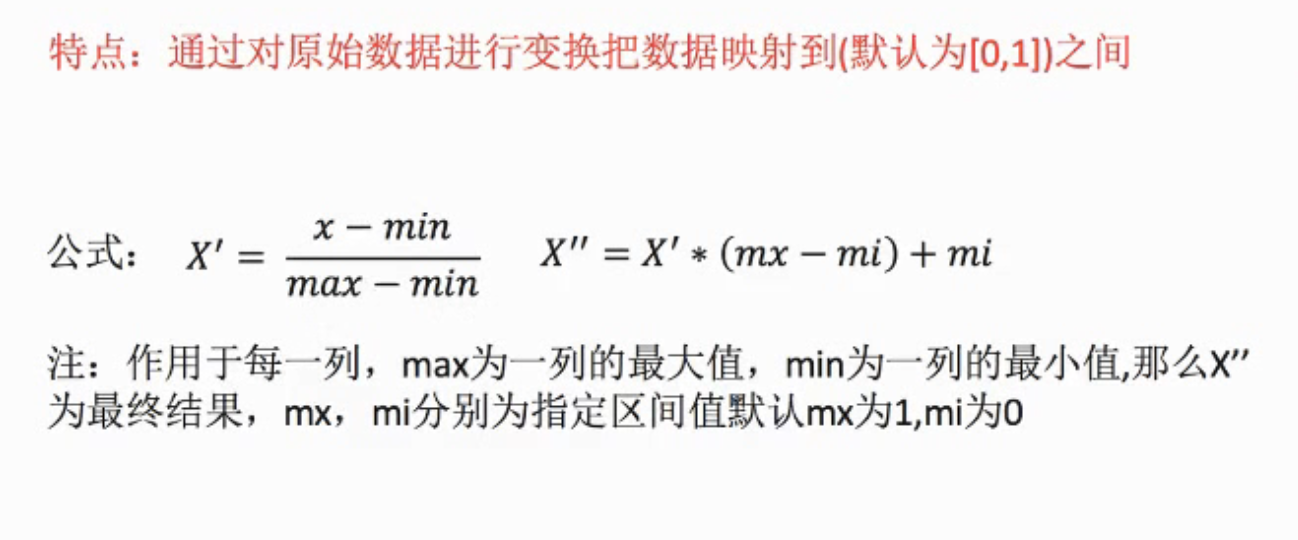 特点：通过对原始数据进行变换把数据映射到(默认为[0,1])之间
公式： X′ = (x − min)/(max − min) X″ = X′ * (mx − mi) + mi
注：作用于每一列，max为一列的最大值，min为一列的最小值,那么X’’
为最终结果，mx，mi分别为指定区间值默认mx为1,mi为0